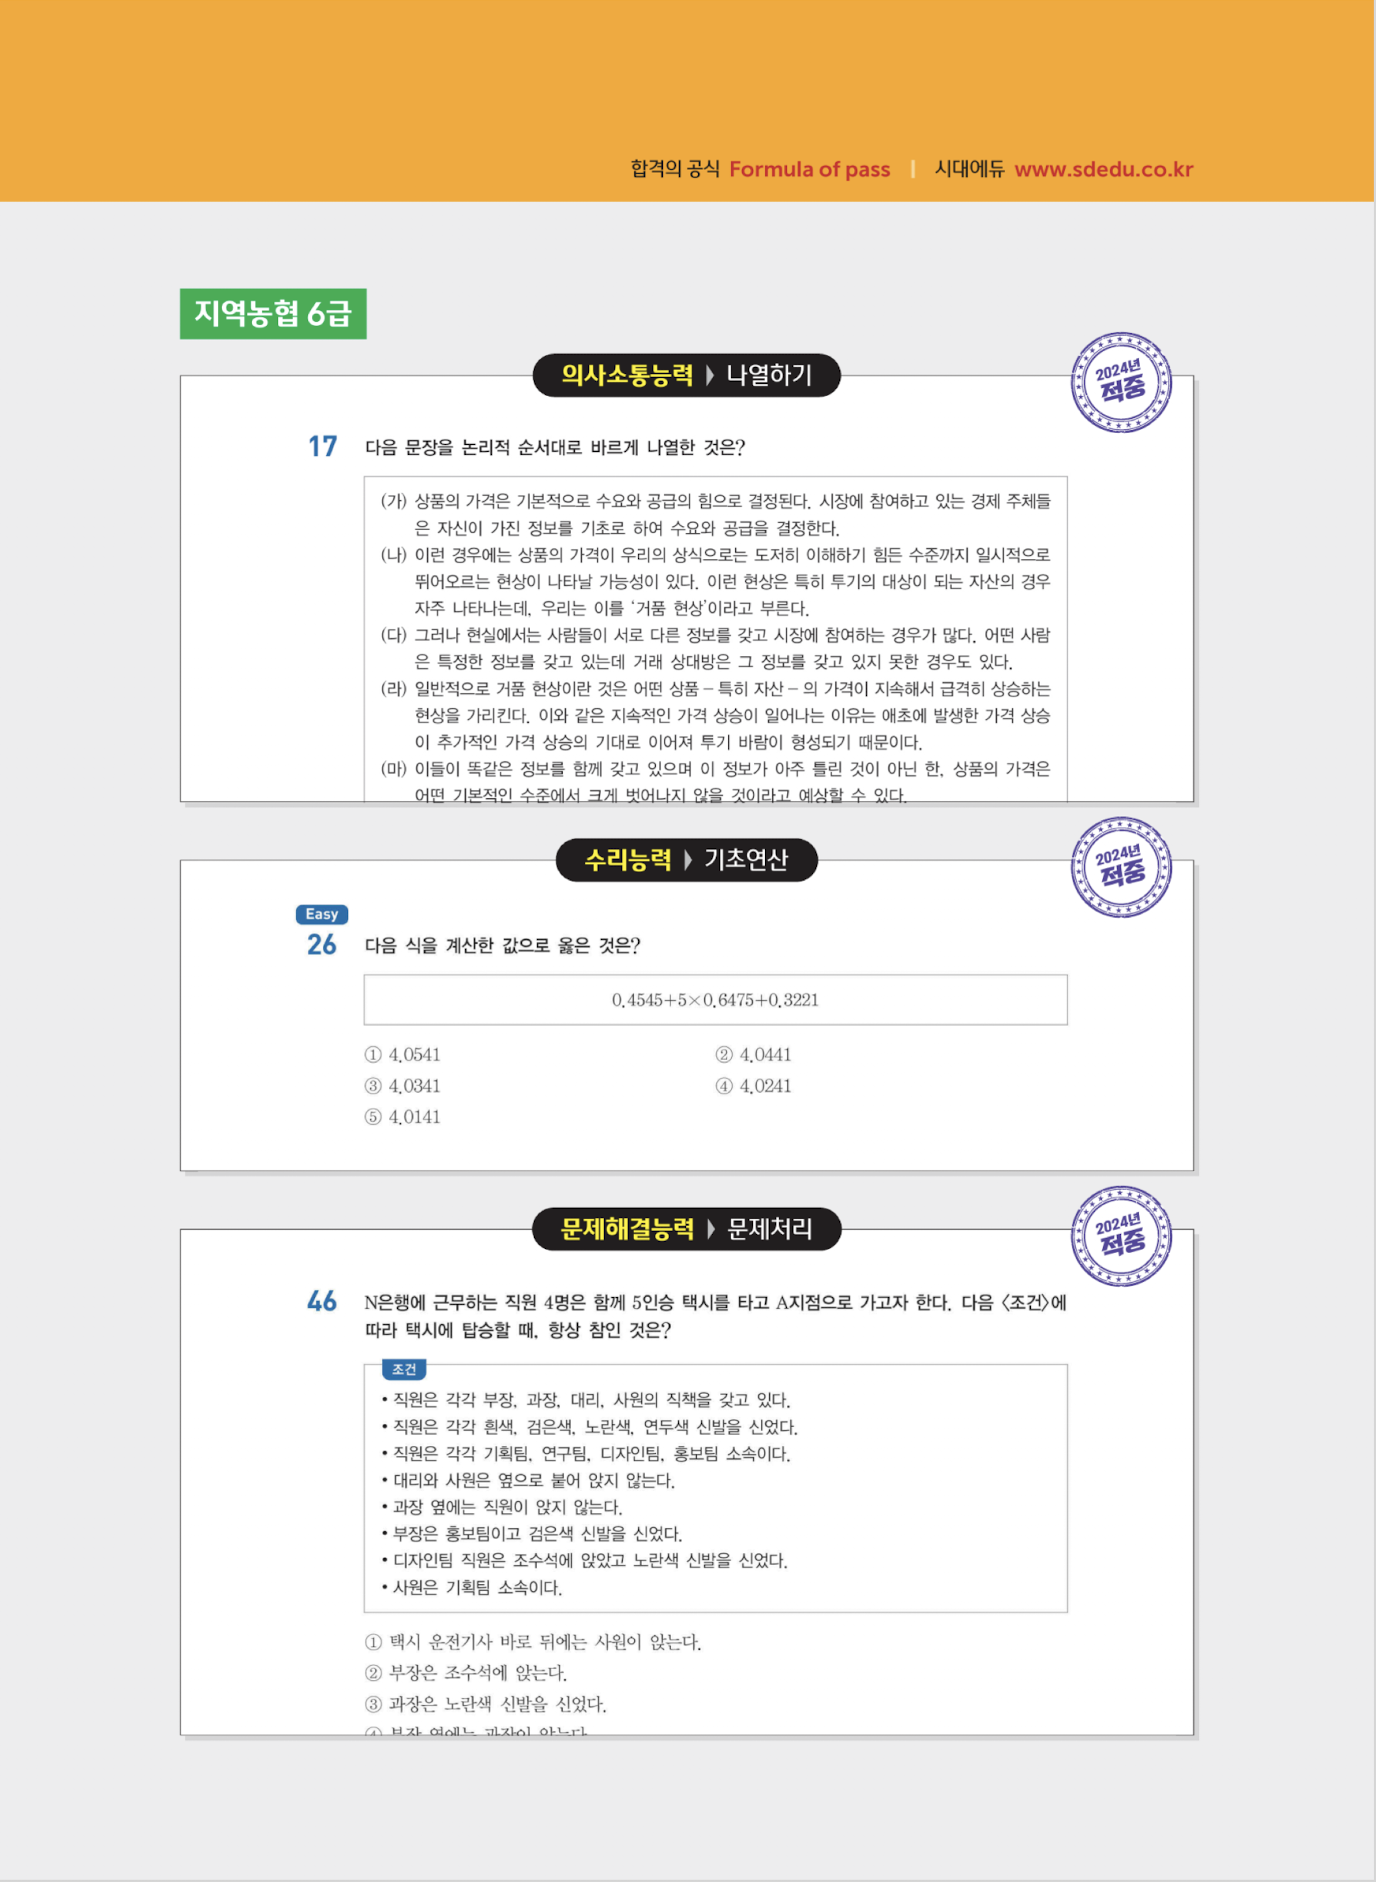 합격의 공식 Formula of pass | 시대에듀 www.sdedu.co.kr
지역농협 6급
의사소통능력 ▶ 나열하기
2024년
적중
17 다음 문장을 논리적 순서대로 바르게 나열한 것은?
(가) 상품의 가격은 기본적으로 수요와 공급의 힘으로 결정된다. 시장에 참여하고 있는 경제 주체들
은 자신이 가진 정보를 기초로 하여 수요와 공급을 결정한다.
(나) 이런 경우에는 상품의 가격이 우리의 상식으로는 도저히 이해하기 힘든 수준까지 일시적으로
뛰어오르는 현상이 나타날 가능성이 있다. 이런 현상은 특히 투기의 대상이 되는 자산의 경우
자주 나타나는데, 우리는 이를 ‘거품 현상’이라고 부른다.
(다) 그러나 현실에서는 사람들이 서로 다른 정보를 갖고 시장에 참여하는 경우가 많다. 어떤 사람
은 특정한 정보를 갖고 있는데 거래 상대방은 그 정보를 갖고 있지 못한 경우도 있다.
(라) 일반적으로 거품 현상이란 것은 어떤 상품 – 특히 자산 – 의 가격이 지속해서 급격히 상승하는
현상을 가리킨다. 이와 같은 지속적인 가격 상승이 일어나는 이유는 애초에 발생한 가격 상승
이 추가적인 가격 상승의 기대로 이어져 투기 바람이 형성되기 때문이다.
(마) 이들이 똑같은 정보를 함께 갖고 있으며 이 정보가 아주 틀린 것이 아닌 한, 상품의 가격은
어떤 기본적인 수준에서 크게 벗어나지 않을 것이라고 예상할 수 있다.
수리능력 ▶ 기초연산
2024년
적중
Easy
26 다음 식을 계산한 값으로 옳은 것은?
0.4545+5×0.6475+0.3221
① 4.0541 ② 4.0441
③ 4.0341 ④ 4.0241
⑤ 4.0141
문제해결능력 ▶ 문제처리
2024년
적중
46 N은행에 근무하는 직원 4명은 함께 5인승 택시를 타고 A지점으로 가고자 한다. 다음 〈조건〉에
따라 택시에 탑승할 때, 항상 참인 것은?
조건
• 직원은 각각 부장, 과장, 대리, 사원의 직책을 갖고 있다.
• 직원은 각각 흰색, 검은색, 노란색, 연두색 신발을 신었다.
• 직원은 각각 기획팀, 연구팀, 디자인팀, 홍보팀 소속이다.
• 대리와 사원은 옆으로 붙어 앉지 않는다.
• 과장 옆에는 직원이 앉지 않는다.
• 부장은 홍보팀이고 검은색 신발을 신었다.
• 디자인팀 직원은 조수석에 앉았고 노란색 신발을 신었다.
• 사원은 기획팀 소속이다.
① 택시 운전기사 바로 뒤에는 사원이 앉는다.
② 부장은 조수석에 앉는다.
③ 과장은 노란색 신발을 신었다.
④ 부장 옆에는 과장이 앉는다